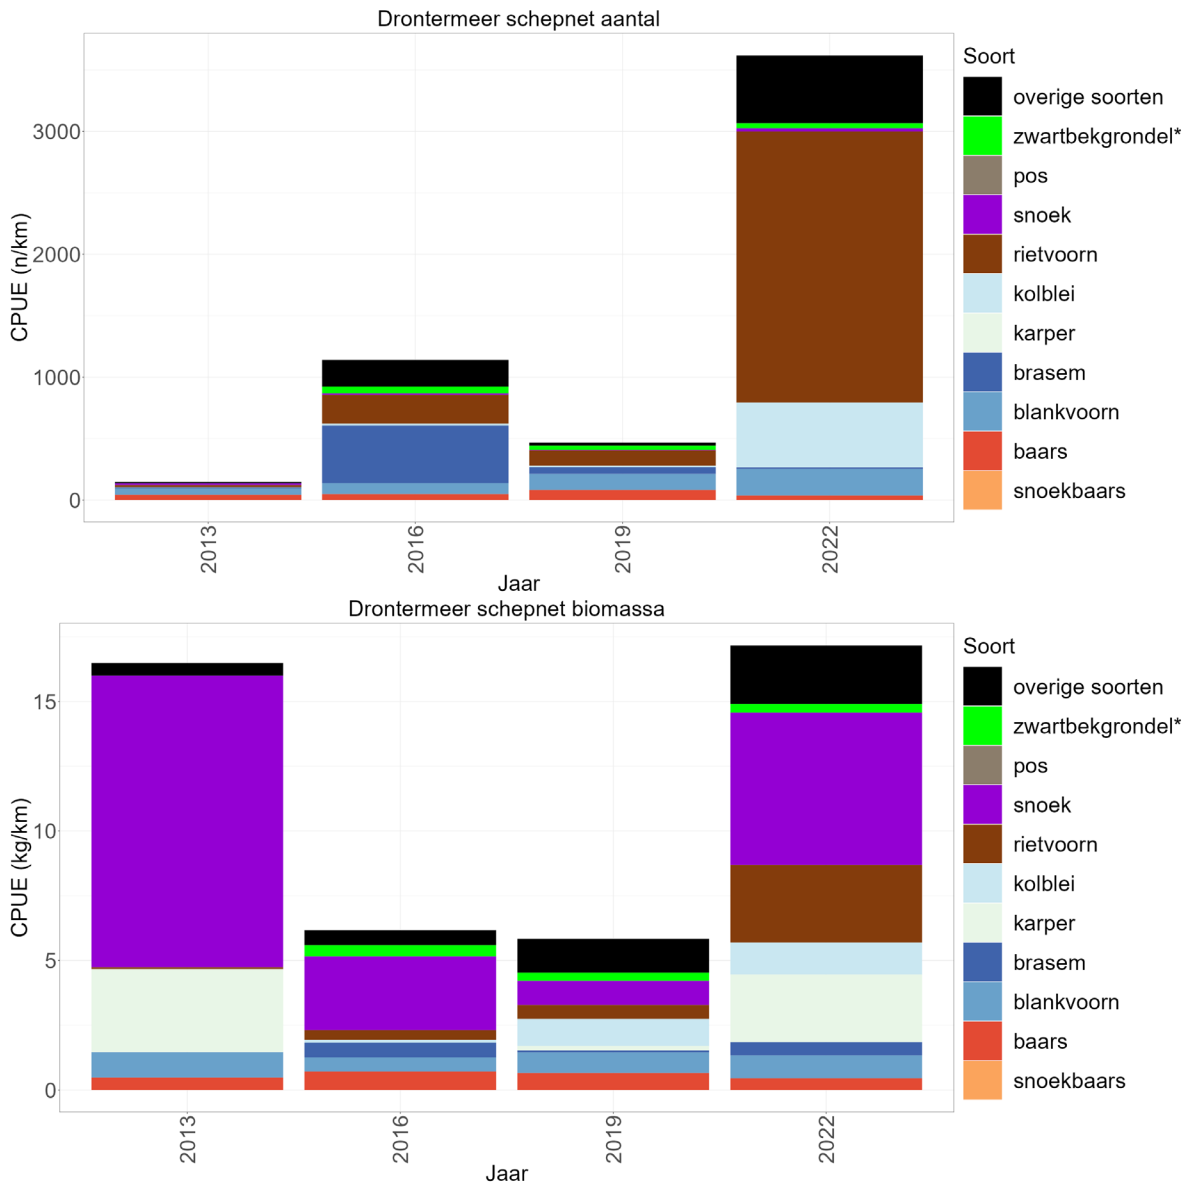 Drontermeer schepnet aantal
CPUE (n/km)
3000
2000
1000
0
2013
2016
2019
2022
Jaar
Soort
overige soorten
zwartbekgrondel*
pos
snoek
rietvoorn
kolblei
karper
brasem
blankvoorn
baars
snoekbaars
Drontermeer schepnet biomassa
CPUE (kg/km)
15
10
5
0
2013
2016
2019
2022
Jaar
Soort
overige soorten
zwartbekgrondel*
pos
snoek
rietvoorn
kolblei
karper
brasem
blankvoorn
baars
snoekbaars